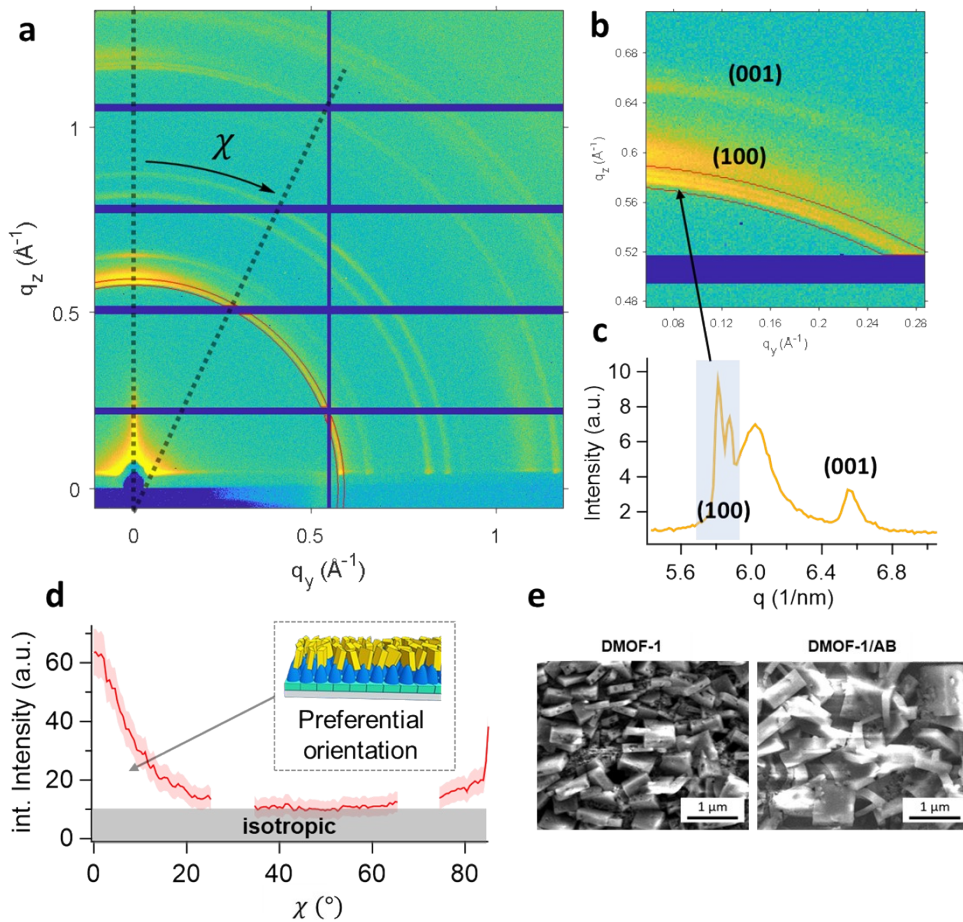 a
χ
1
0.5
0
q_z (Å⁻¹)
0
0.5
1
q_y (Å⁻¹)
b
(001)
(100)
0.68
0.64
0.6
0.56
0.52
0.48
q_z (Å⁻¹)
0.08
0.12
0.16
0.2
0.24
0.28
q_y (Å⁻¹)
c
10
8
6
4
2
Intensity (a.u.)
(100)
(001)
5.6
6.0
6.4
6.8
q (1/nm)
d
60
40
20
0
int. Intensity (a.u.)
Preferential
orientation
isotropic
0
20
40
60
80
χ (°)
e
DMOF-1
1 µm
DMOF-1/AB
1 µm